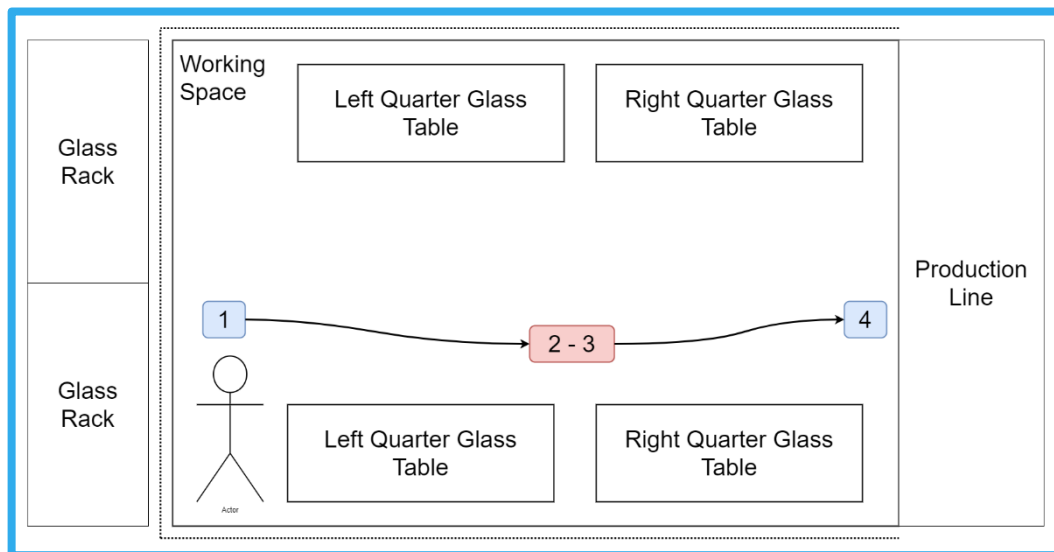 Working
Space
Left Quarter Glass
Table
Right Quarter Glass
Table
Glass
Rack
Production
Line
1
2 - 3
4
Glass
Rack
Left Quarter Glass
Table
Right Quarter Glass
Table
Actor